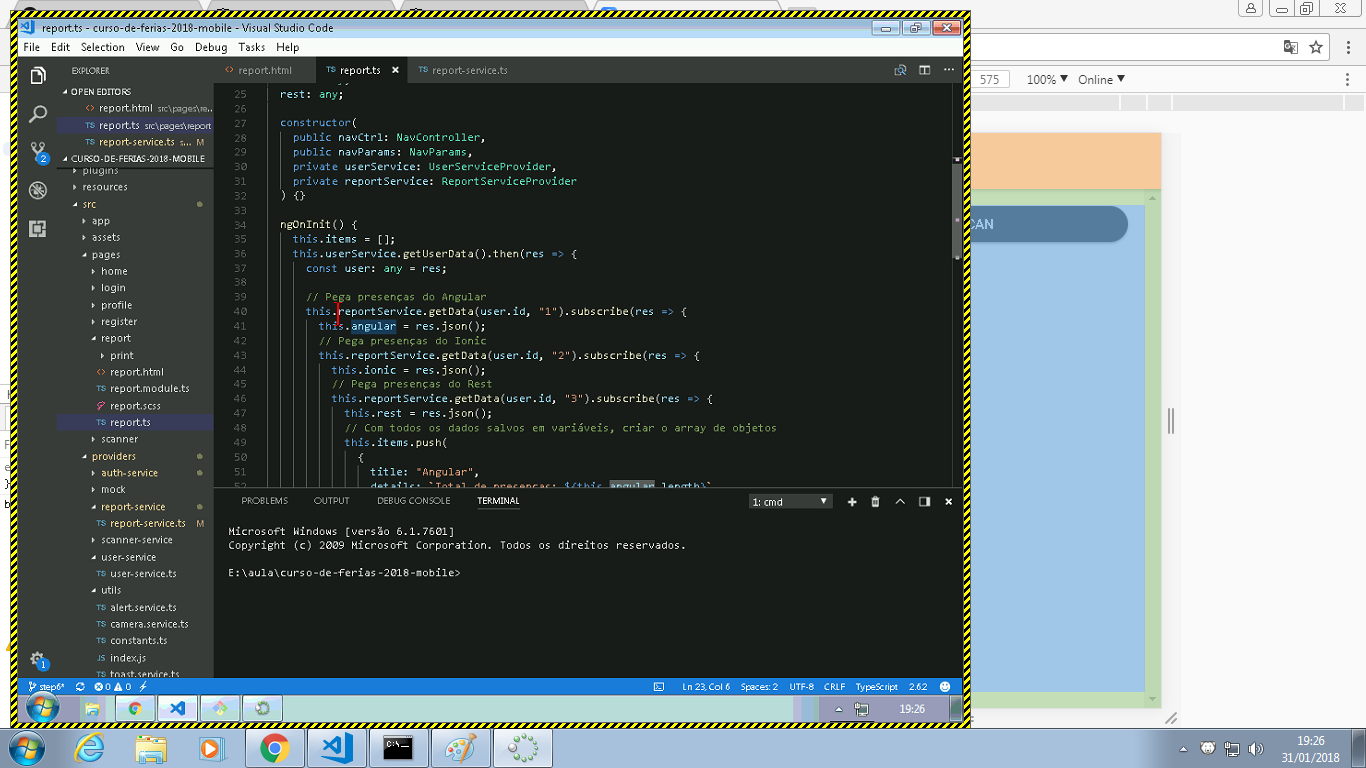 report.ts - curso-de-ferias-2018-mobile - Visual Studio Code
File Edit Selection View Go Debug Tasks Help
EXPLORER
OPEN EDITORS
report.html src\pages\re...
report.ts src\pages\report
report-service.ts s... M
CURSO-DE-FERIAS-2018-MOBILE
plugins
resources
src
app
assets
pages
home
login
profile
register
report
print
report.html
report.module.ts
report.scss
report.ts
scanner
providers
auth-service
mock
report-service
report-service.ts M
scanner-service
user-service
user-service.ts
utils
alert.service.ts
camera.service.ts
constants.ts
index.js
toast.service.ts
report.html report.ts report-service.ts
25 rest: any;
26
27 constructor(
28 public navCtrl: NavController,
29 public navParams: NavParams,
30 private userService: UserServiceProvider,
31 private reportService: ReportServiceProvider
32 ) {}
33
34 ngOnInit() {
35 this.items = [];
36 this.userService.getUserData().then(res => {
37 const user: any = res;
38
39 // Pega presenças do Angular
40 this.reportService.getData(user.id, "1").subscribe(res => {
41 this.angular = res.json();
42 // Pega presenças do Ionic
43 this.reportService.getData(user.id, "2").subscribe(res => {
44 this.ionic = res.json();
45 // Pega presenças do Rest
46 this.reportService.getData(user.id, "3").subscribe(res => {
47 this.rest = res.json();
48 // Com todos os dados salvos em variáveis, criar o array de objetos
49 this.items.push(
50 {
51 title: "Angular",
52 details: `Total de presenças: ${this.angular.length}`
PROBLEMS OUTPUT DEBUG CONSOLE TERMINAL 1: cmd
Microsoft Windows [versão 6.1.7601]
Copyright (c) 2009 Microsoft Corporation. Todos os direitos reservados.
E:\aula\curso-de-ferias-2018-mobile>
step6* 0 0 Ln 23, Col 6 Spaces: 2 UTF-8 CRLF TypeScript 2.6.2
19:26
575 100% Online
CAN
19:26
31/01/2018